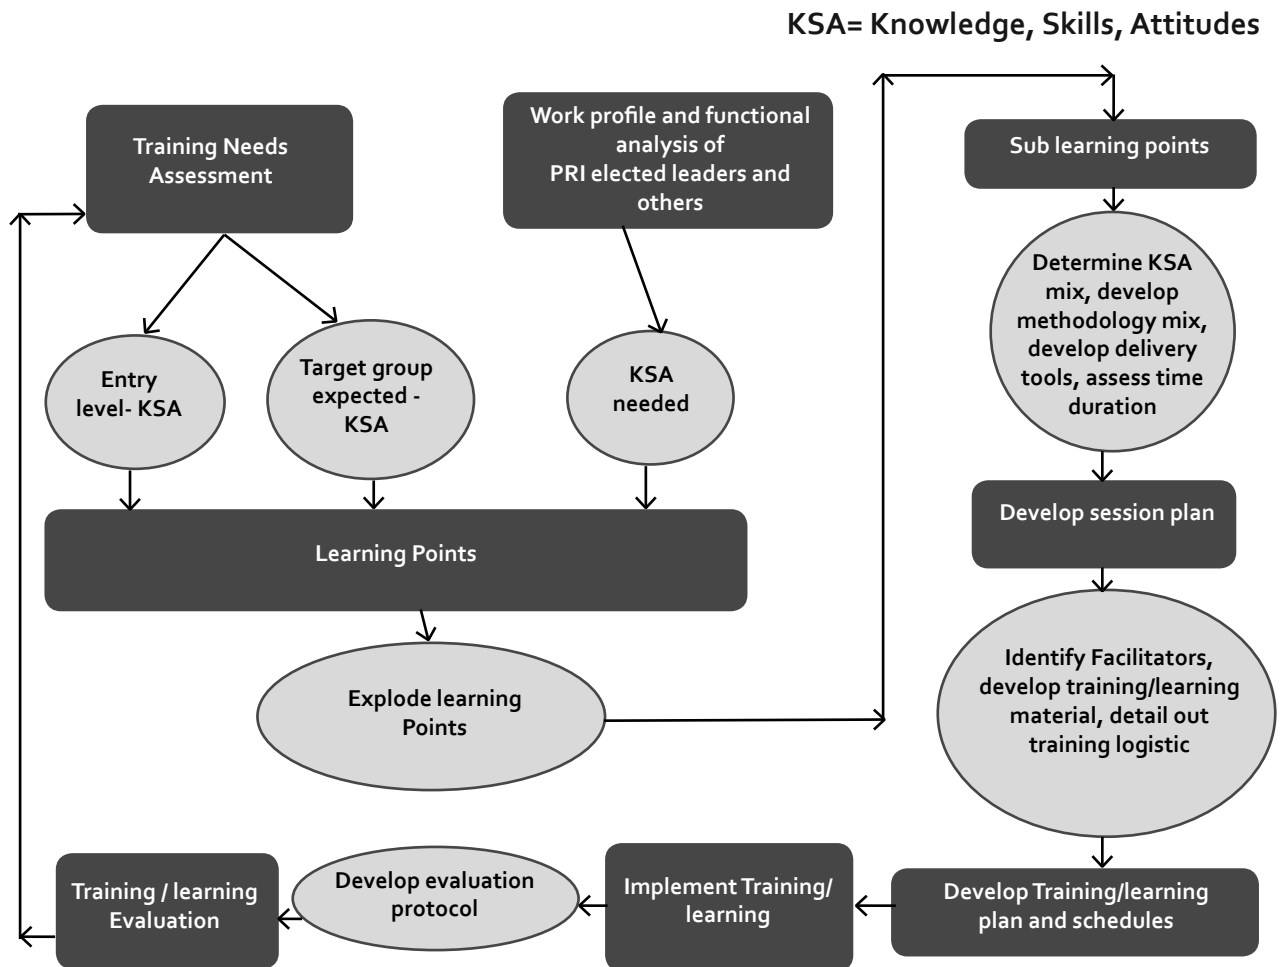 KSA= Knowledge, Skills, Attitudes
Training Needs
Assessment
Work profile and functional
analysis of
PRI elected leaders and
others
Entry
level- KSA
Target group
expected -
KSA
KSA
needed
Learning Points
Explode learning
Points
Sub learning points
Determine KSA
mix, develop
methodology mix,
develop delivery
tools, assess time
duration
Develop session plan
Identify Facilitators,
develop training/learning
material, detail out
training logistic
Develop Training/learning
plan and schedules
Implement Training/
learning
Develop evaluation
protocol
Training / learning
Evaluation